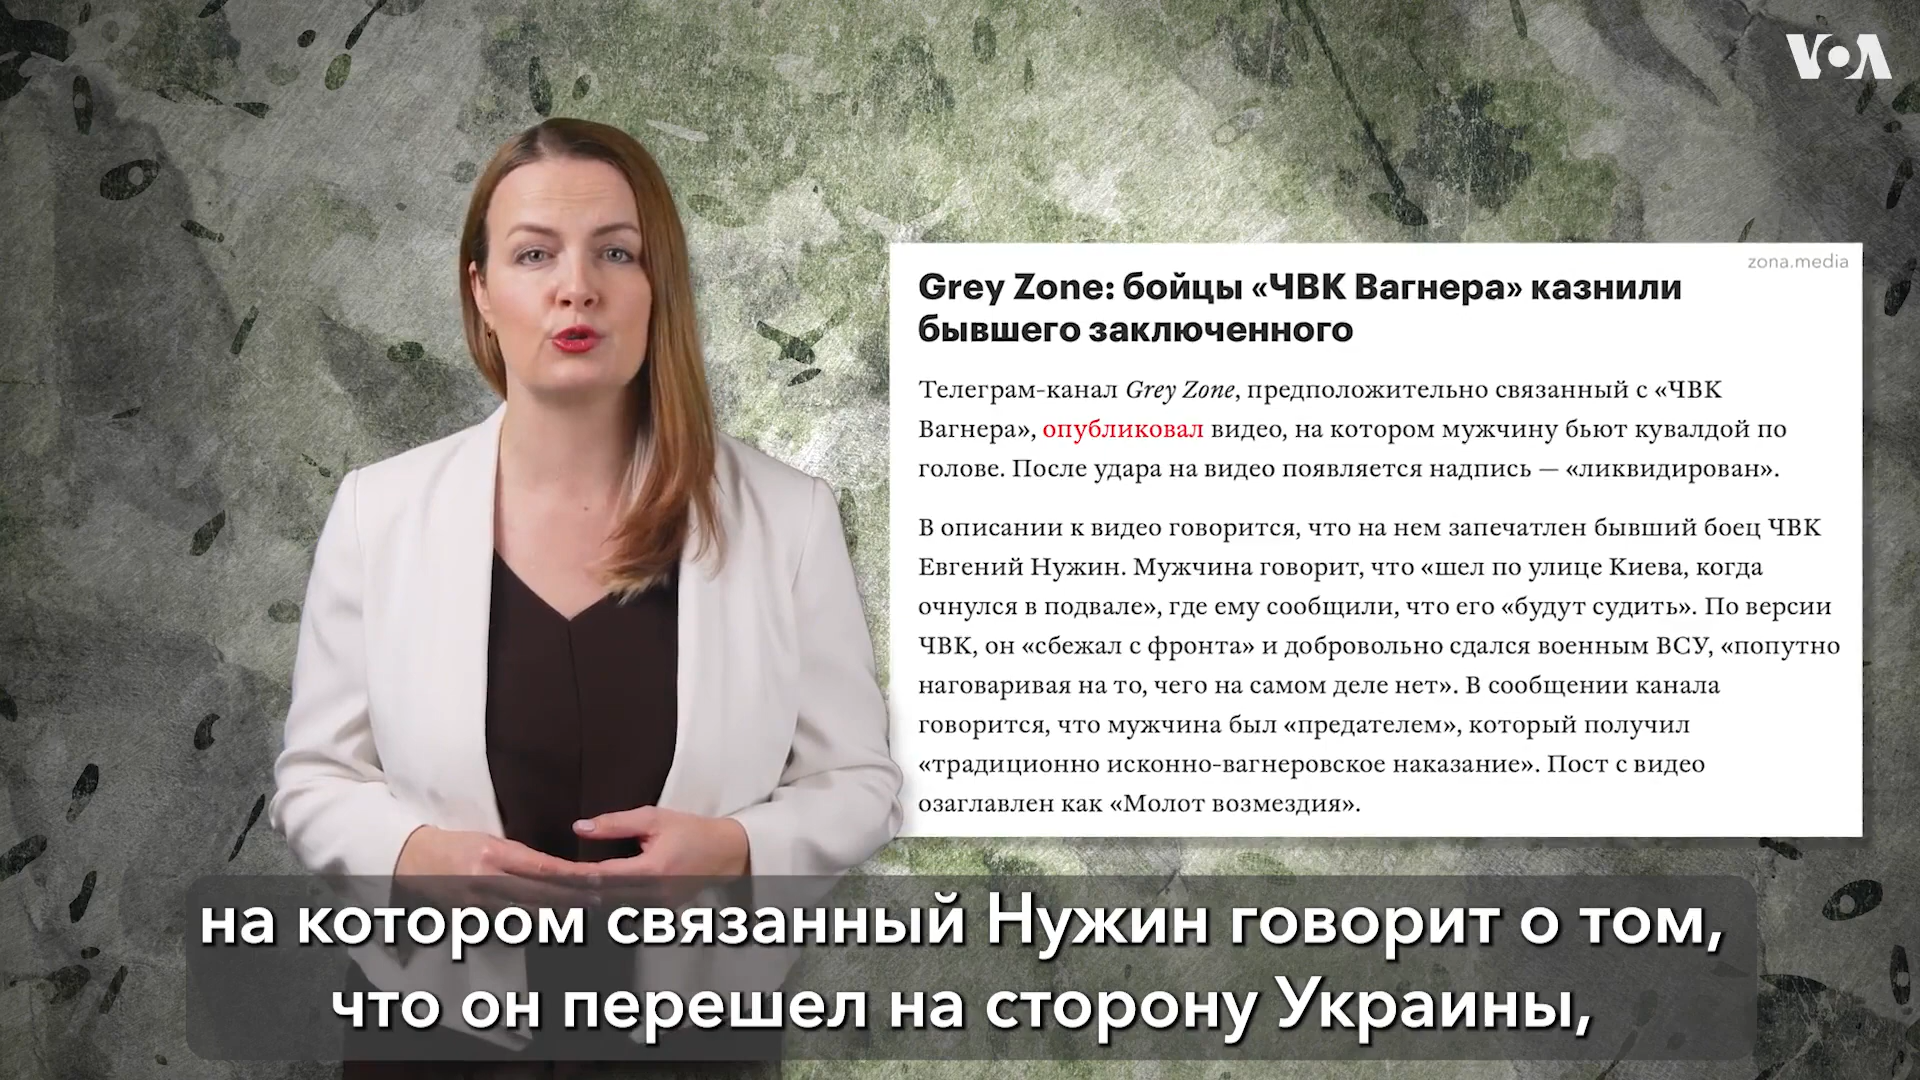 VOA
zona.media
Grey Zone: бойцы «ЧВК Вагнера» казнили
бывшего заключенного
Телеграм-канал Grey Zone, предположительно связанный с «ЧВК
Вагнера», опубликовал видео, на котором мужчину бьют кувалдой по
голове. После удара на видео появляется надпись — «ликвидирован».
В описании к видео говорится, что на нем запечатлен бывший боец ЧВК
Евгений Нужин. Мужчина говорит, что «шел по улице Киева, когда
очнулся в подвале», где ему сообщили, что его «будут судить». По версии
ЧВК, он «сбежал с фронта» и добровольно сдался военным ВСУ, «попутно
наговаривая на то, чего на самом деле нет». В сообщении канала
говорится, что мужчина был «предателем», который получил
«традиционно исконно-вагнеровское наказание». Пост с видео
озаглавлен как «Молот возмездия».
на котором связанный Нужин говорит о том,
что он перешел на сторону Украины,